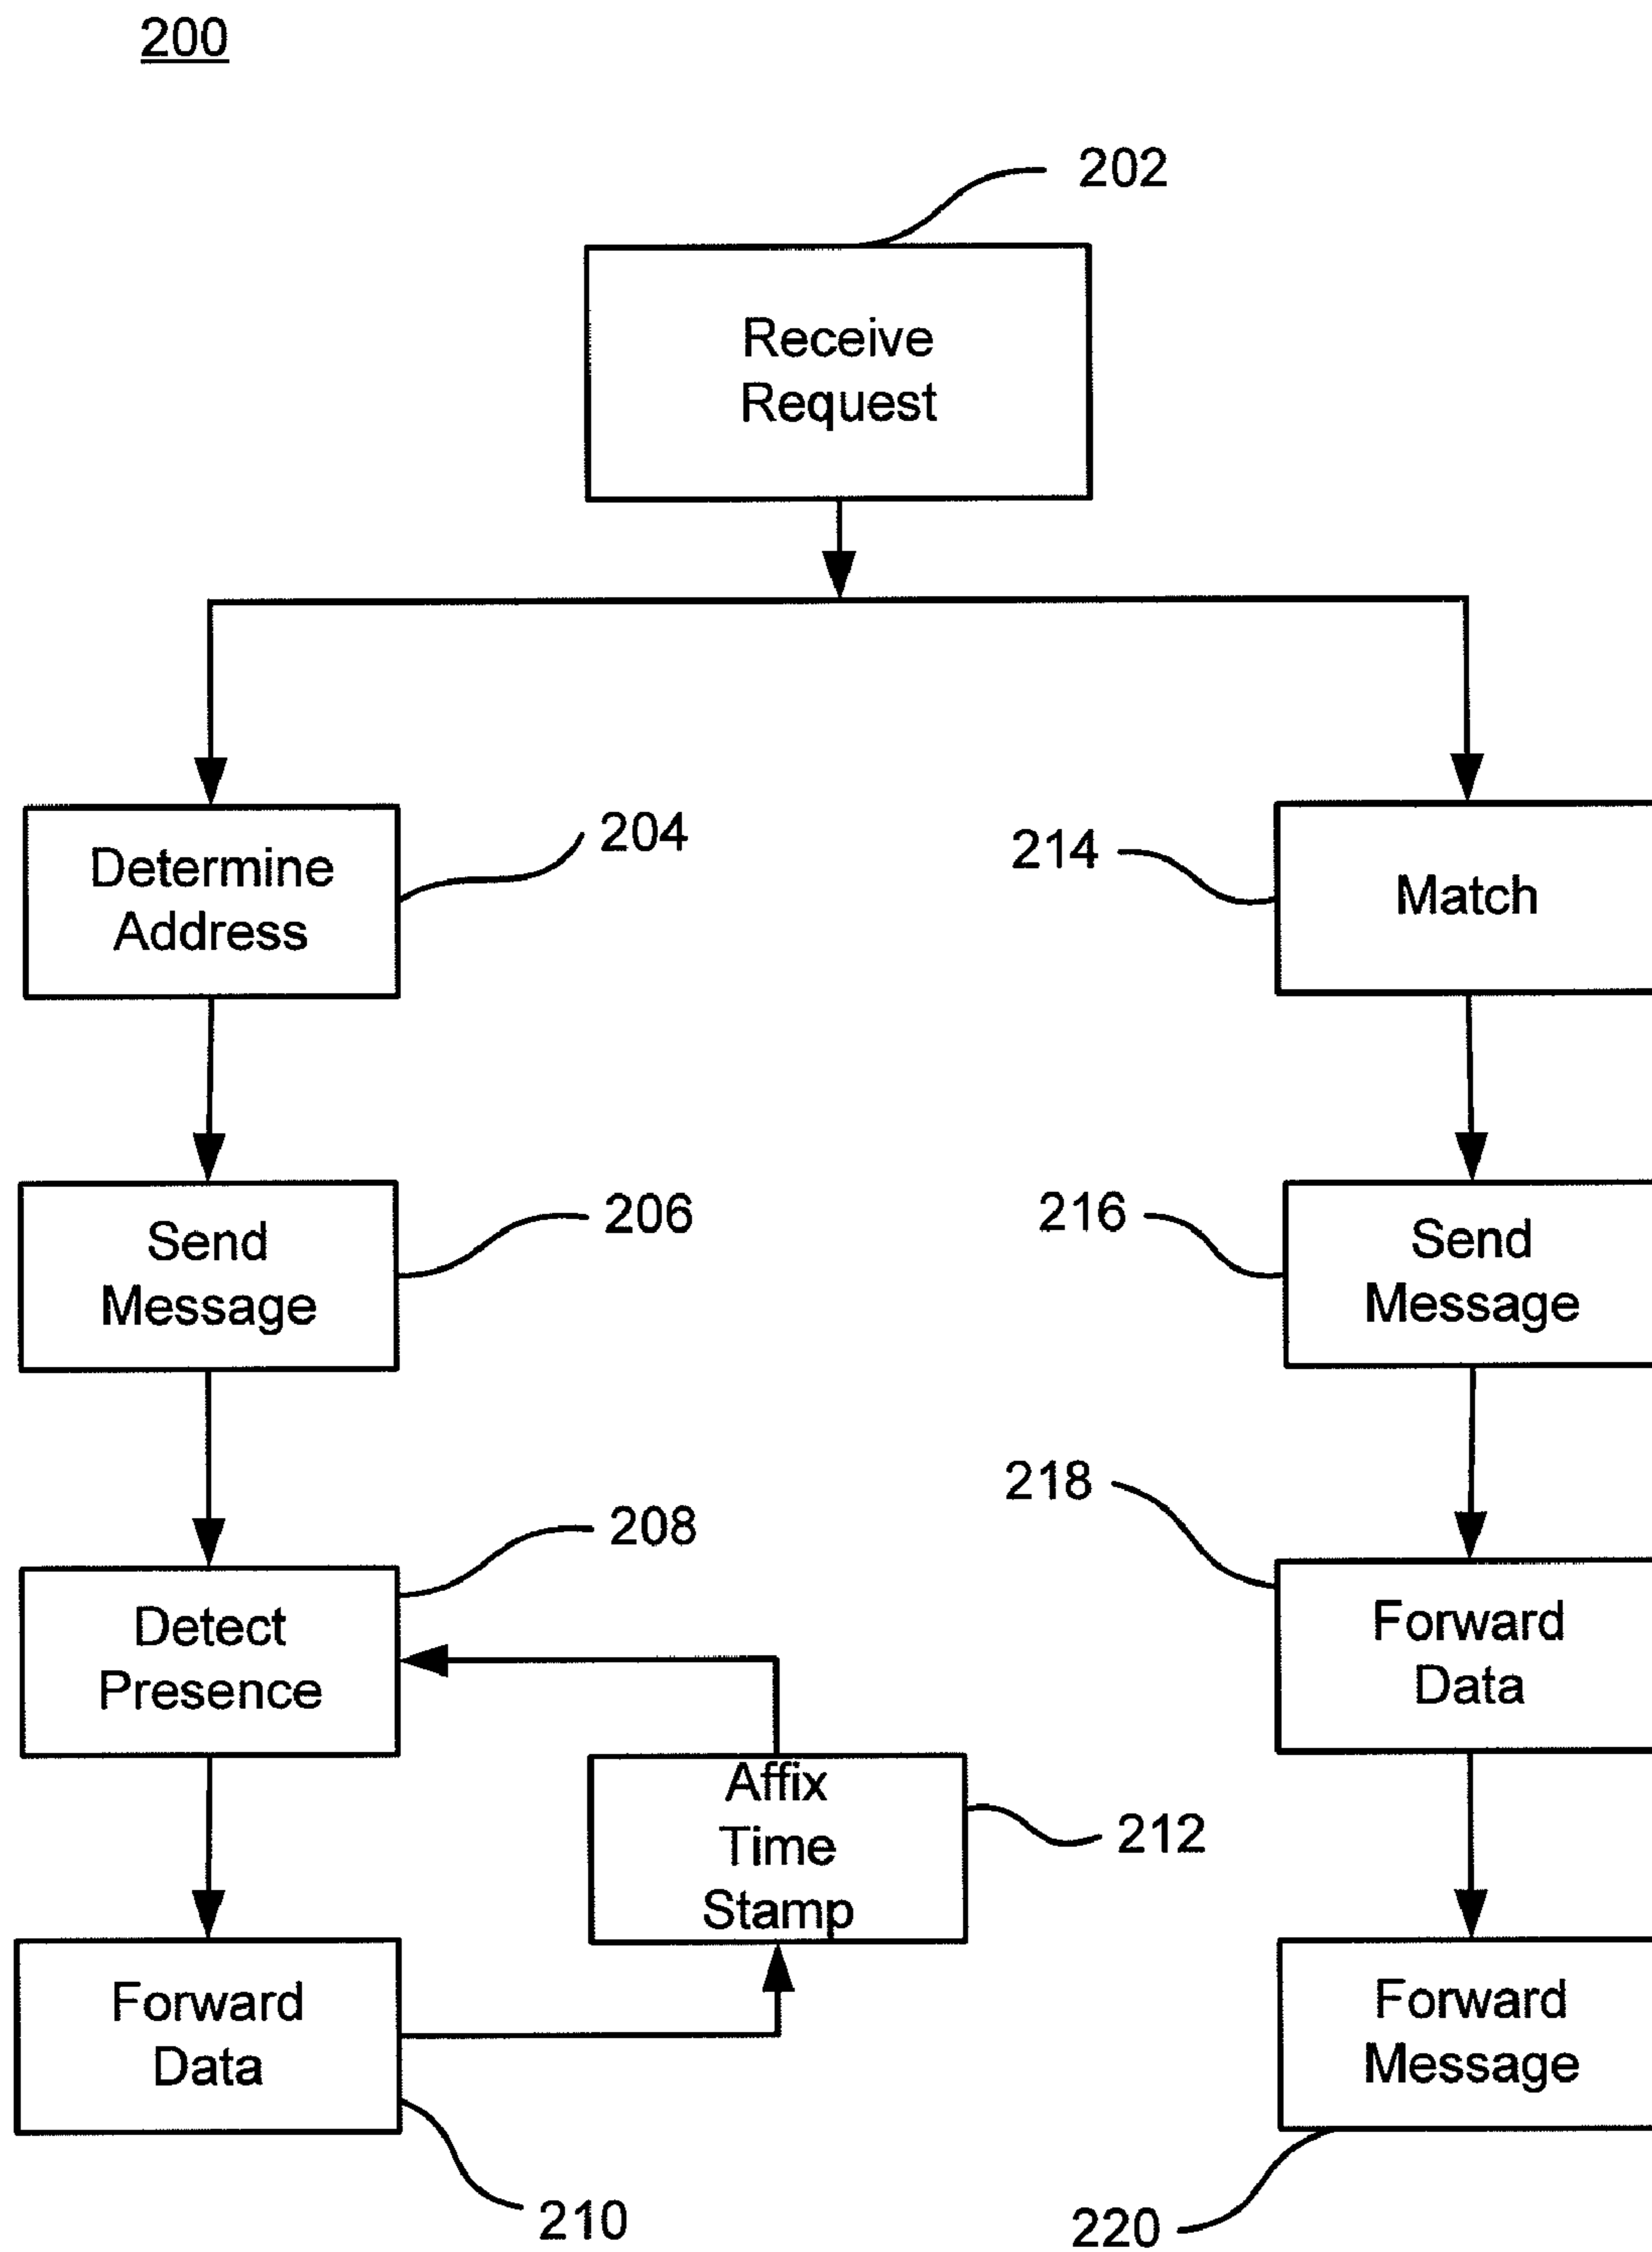 200
202
Receive
Request
204
Determine
Address
214
Match
206
Send
Message
216
Send
Message
208
Detect
Presence
218
Forward
Data
Affix
Time
Stamp
212
Forward
Data
210
Forward
Message
220